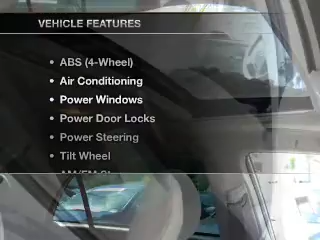 VEHICLE FEATURES
• ABS (4-Wheel)
• Air Conditioning
• Power Windows
• Power Door Locks
• Power Steering
• Tilt Wheel